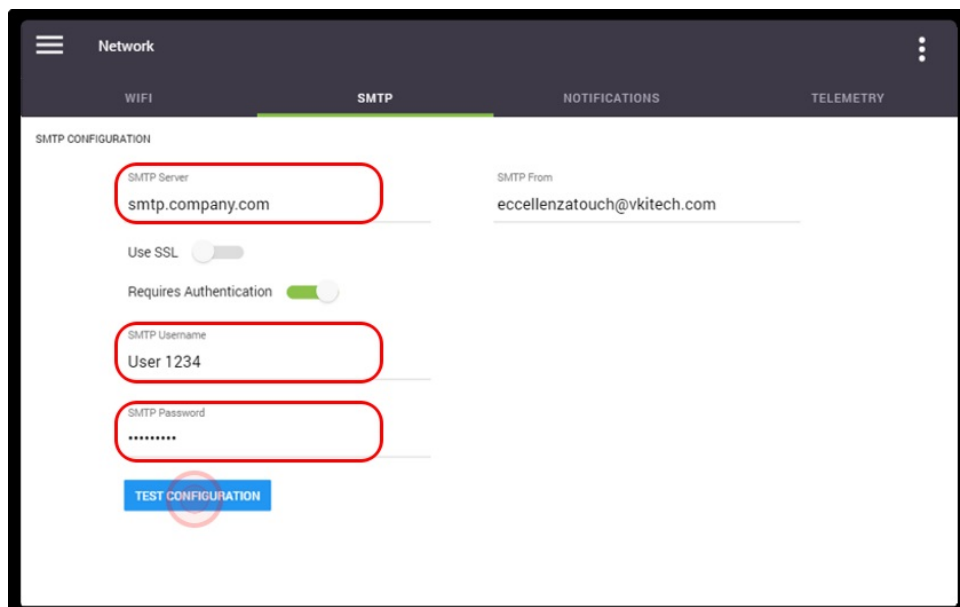 Network
WIFI SMTP NOTIFICATIONS TELEMETRY
SMTP CONFIGURATION
SMTP Server SMTP From
smtp.company.com eccellenzatouch@vkitech.com
Use SSL
Requires Authentication
SMTP Username
User 1234
SMTP Password
•••••••••
TEST CONFIGURATION